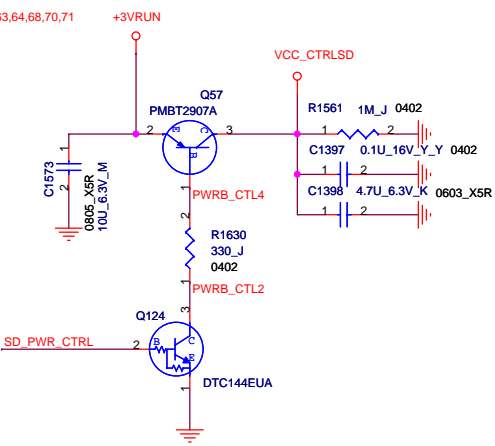 63,64,68,70,71
+3VRUN
VCC_CTRLSD
Q57
PMBT2907A
R1561 1M_J 0402
2 E C 3 1 2
C1397 0.1U_16V_Y_Y 0402
B 1 2
1
C1573
2
0805_X5R
10U_6.3V_M
1
PWRB_CTL4
C1398 4.7U_6.3V_K 0603_X5R
1 2
2
R1630
330_J
0402
1
PWRB_CTL2
3
Q124
SD_PWR_CTRL 2 B C
E
DTC144EUA
1